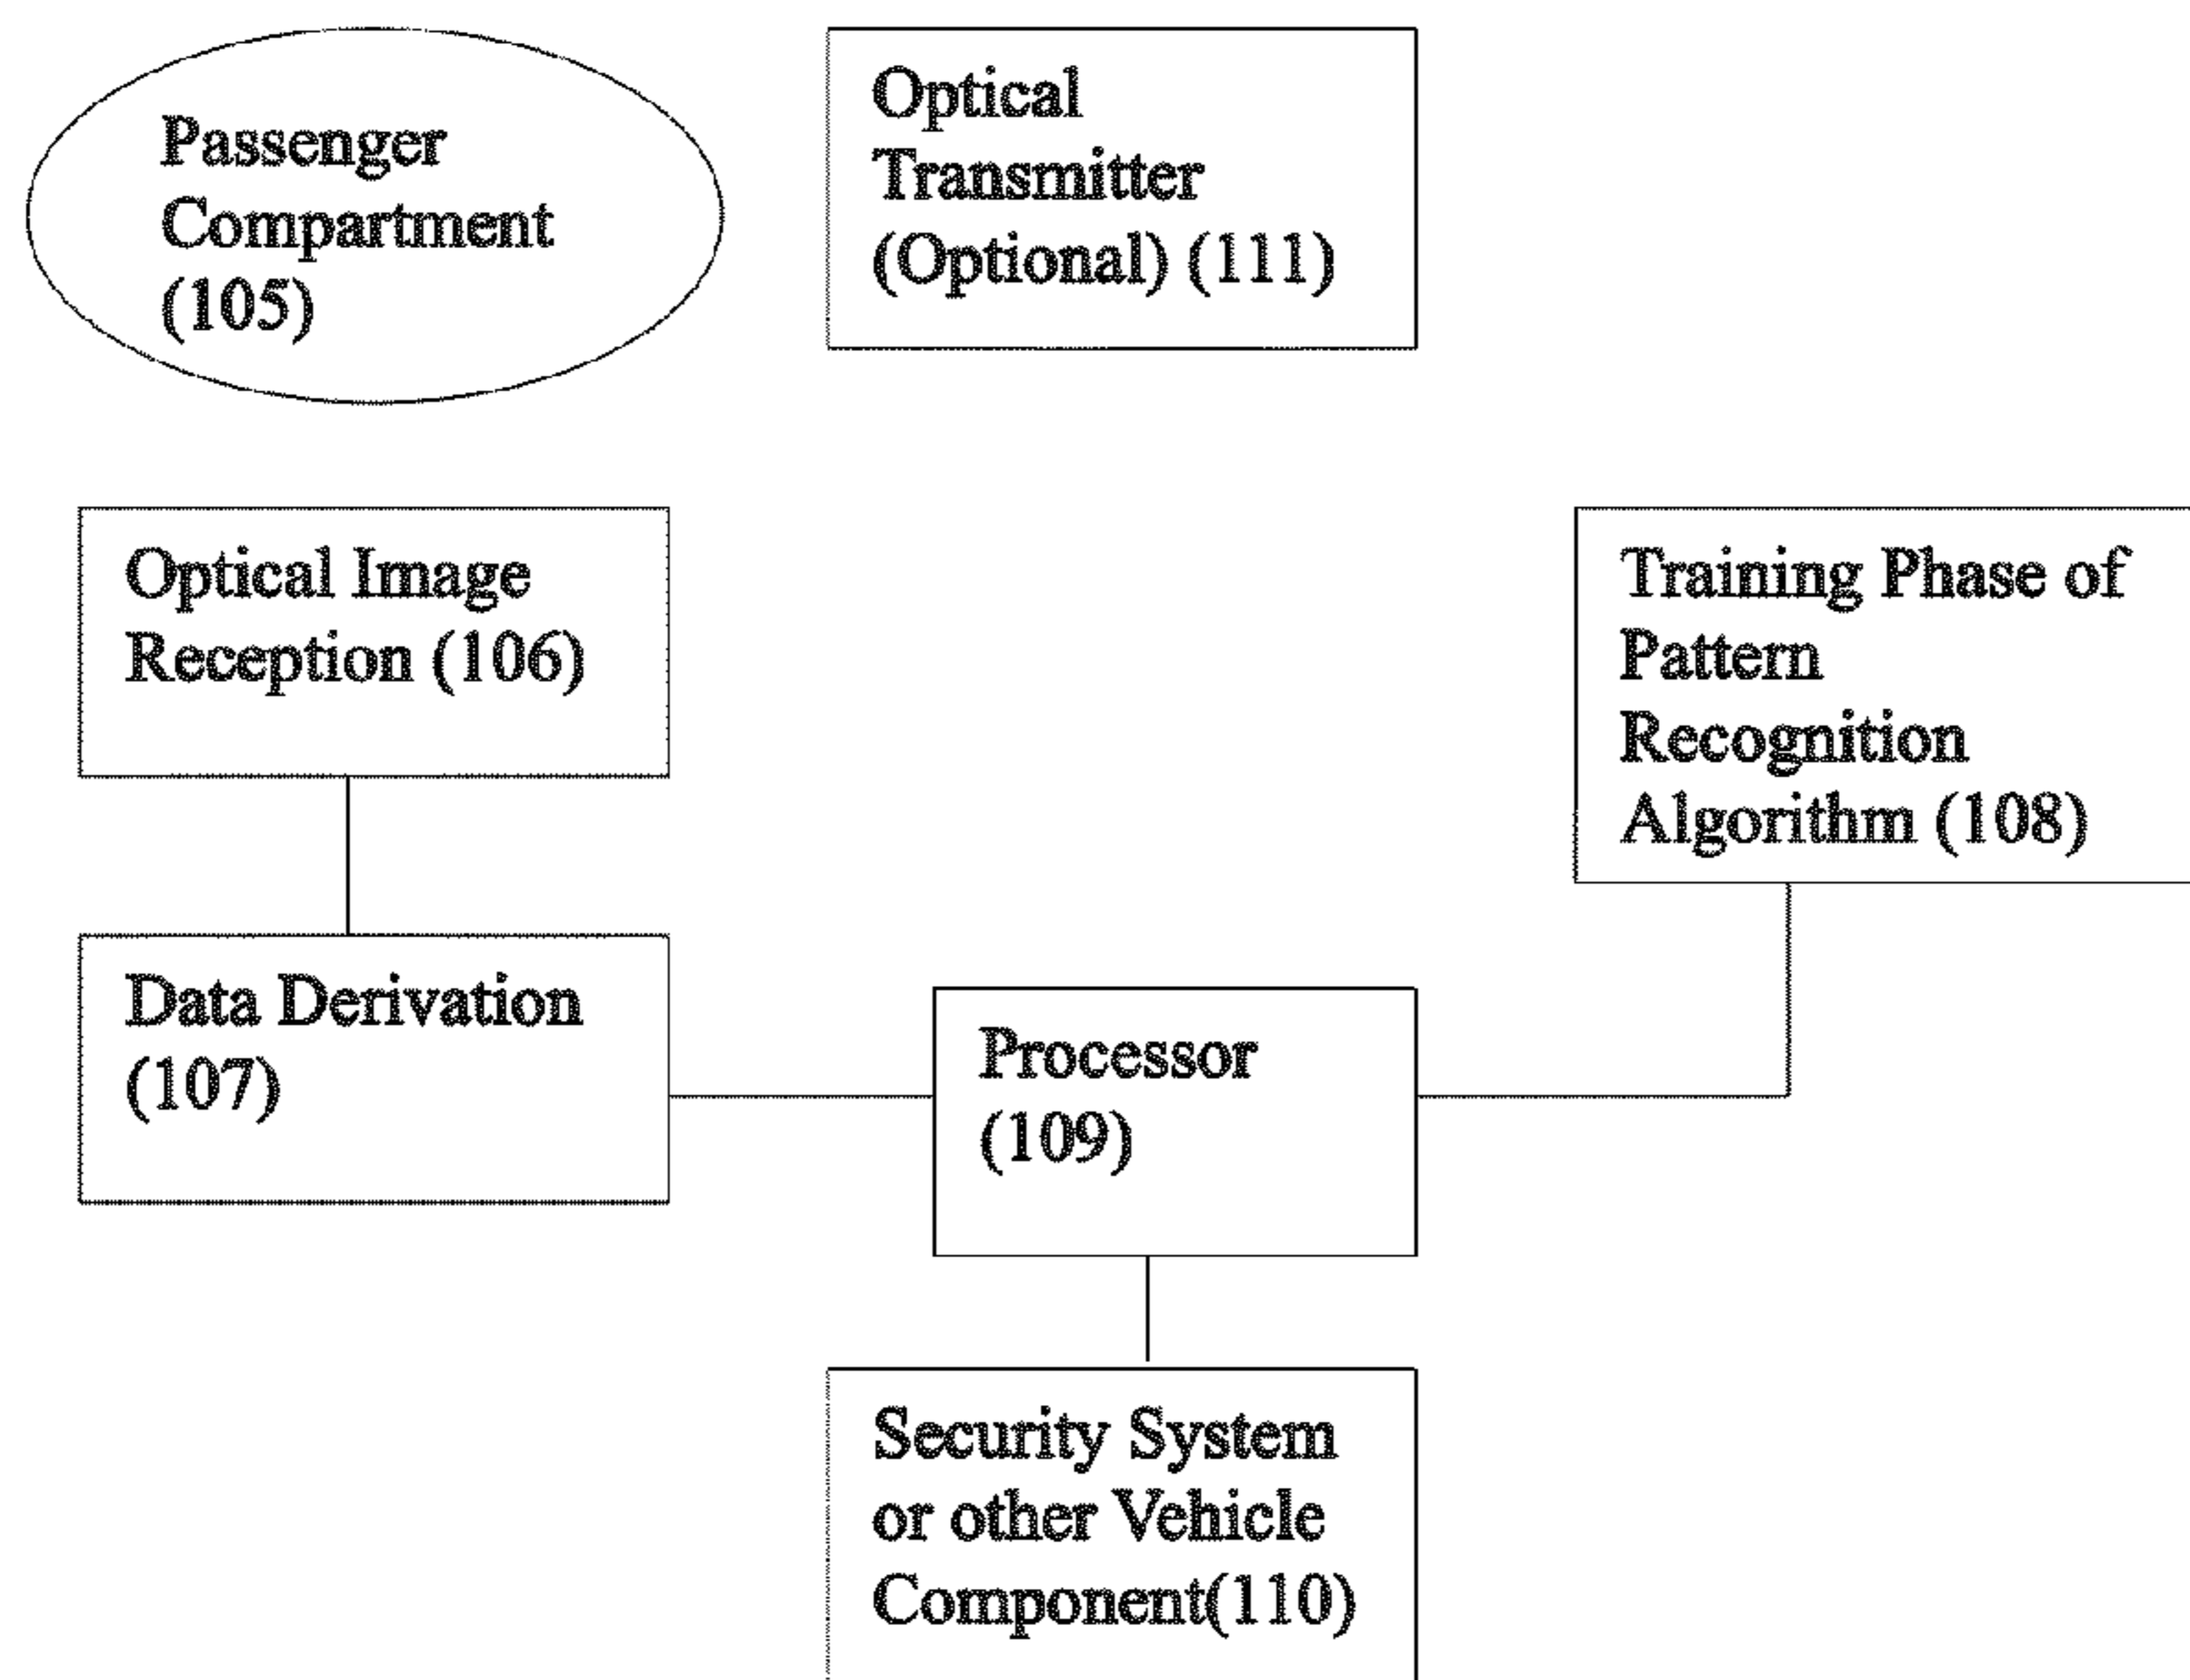 Passenger
Compartment
(105)
Optical
Transmitter
(Optional) (111)
Optical Image
Reception (106)
Training Phase of
Pattern
Recognition
Algorithm (108)
Data Derivation
(107)
Processor
(109)
Security System
or other Vehicle
Component(110)